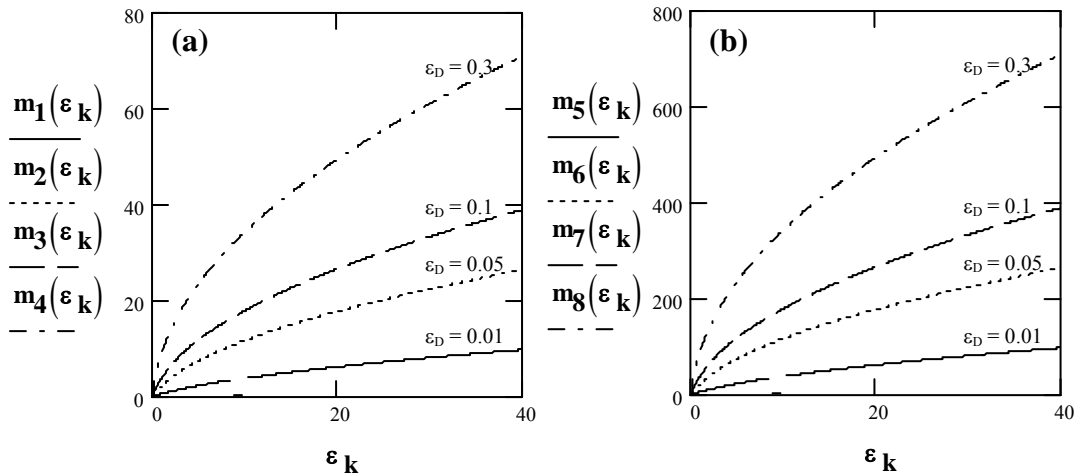 (a)
m1(εk)
m2(εk)
m3(εk)
m4(εk)
80
60
40
20
0
εD = 0.3
εD = 0.1
εD = 0.05
εD = 0.01
0 20 40
εk
(b)
m5(εk)
m6(εk)
m7(εk)
m8(εk)
800
600
400
200
0
εD = 0.3
εD = 0.1
εD = 0.05
εD = 0.01
0 20 40
εk